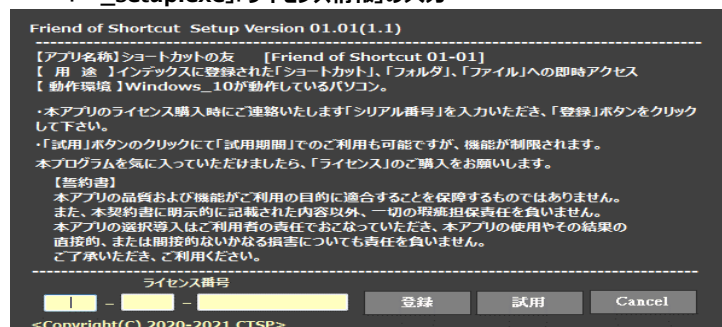 _setup.exe」「ライセンス情報」の入力
Friend of Shortcut Setup Version 01.01(1.1)
【アプリ名称】ショートカットの友 [Friend of Shortcut 01-01]
【 用 途 】インデックスに登録された「ショートカット」、「フォルダ」、「ファイル」への即時アクセス
【 動作環境 】Windows_10が動作しているパソコン。
・本アプリのライセンス購入時にご連絡いたします「シリアル番号」を入力いただき、「登録」ボタンをクリック
して下さい。
・「試用」ボタンのクリックにて「試用期間」でのご利用も可能ですが、機能が制限されます。
本プログラムを気に入っていただけましたら、「ライセンス」のご購入をお願いします。
【誓約書】
本アプリの品質および機能がご利用の目的に適合することを保障するものではありません。
また、本契約書に明示的に記載された内容以外、一切の瑕疵担保責任を負いません。
本アプリの選択導入はご利用者の責任でおこなっていただき、本アプリの使用やその結果の
直接的、または間接的ないかなる損害についても責任を負いません。
ご了承いただき、ご利用ください。
ライセンス番号
– –
登録 試用 Cancel
<Copyright(C) 2020-2021 CTSP>